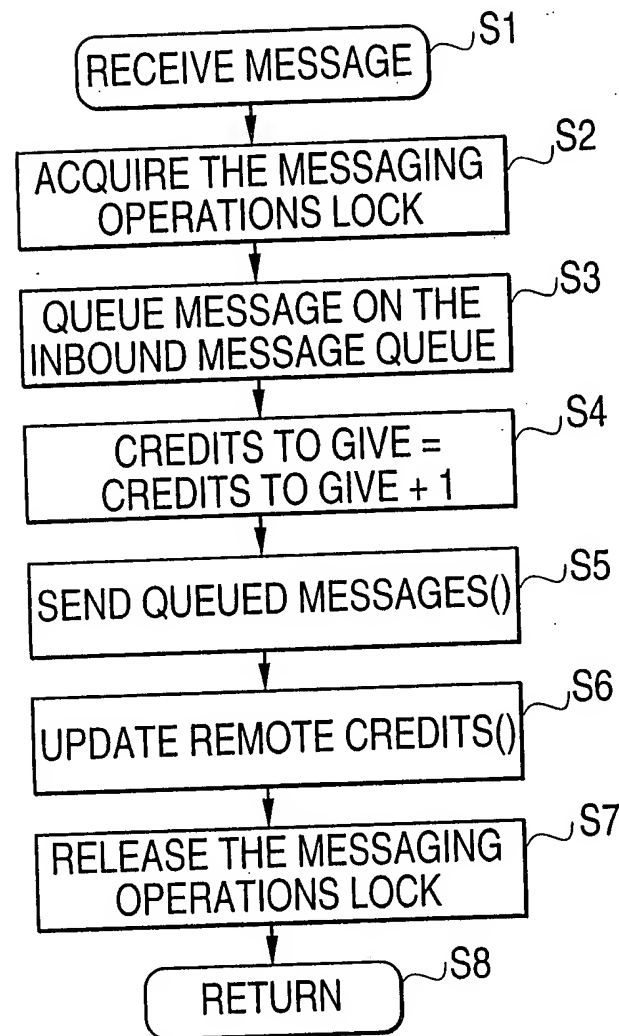 RECEIVE MESSAGE
S1
ACQUIRE THE MESSAGING
OPERATIONS LOCK
S2
QUEUE MESSAGE ON THE
INBOUND MESSAGE QUEUE
S3
CREDITS TO GIVE =
CREDITS TO GIVE + 1
S4
SEND QUEUED MESSAGES()
S5
UPDATE REMOTE CREDITS()
S6
RELEASE THE MESSAGING
OPERATIONS LOCK
S7
RETURN
S8